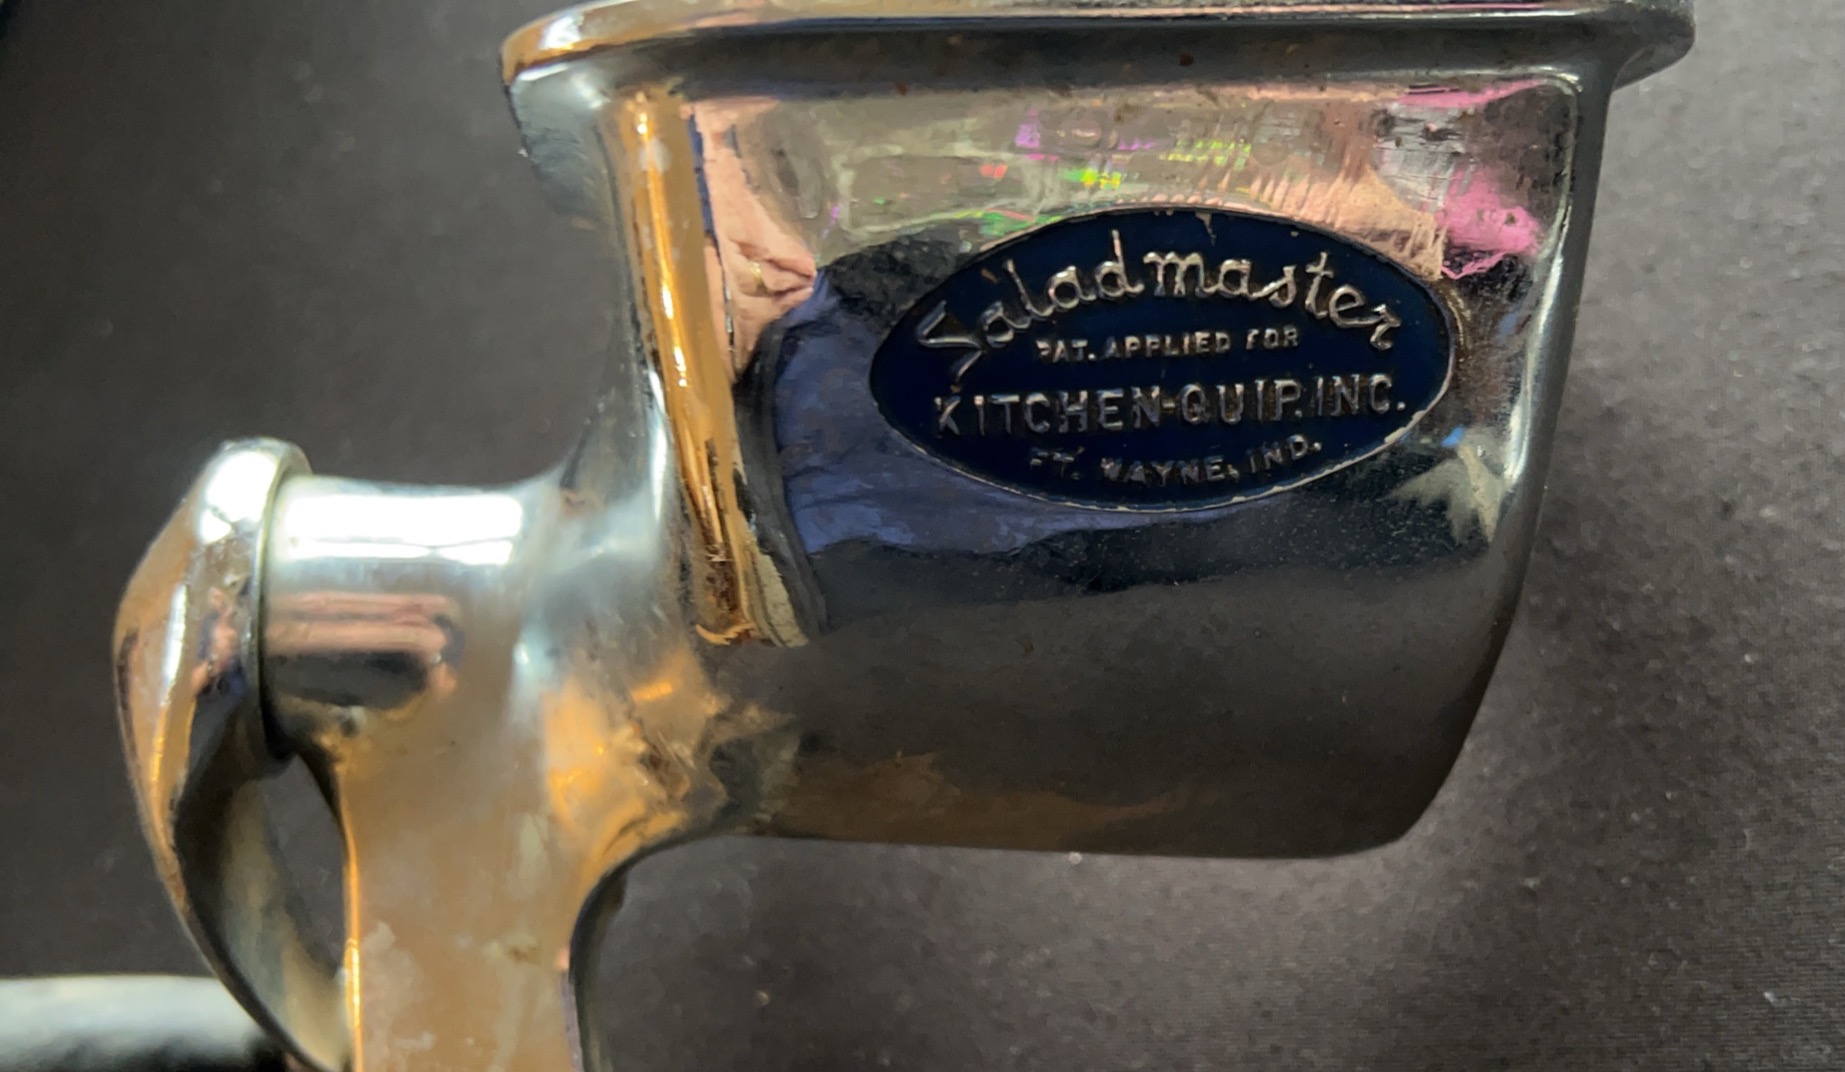 Saladmaster
PAT. APPLIED FOR
KITCHEN-QUIP. INC.
FT. WAYNE, IND.